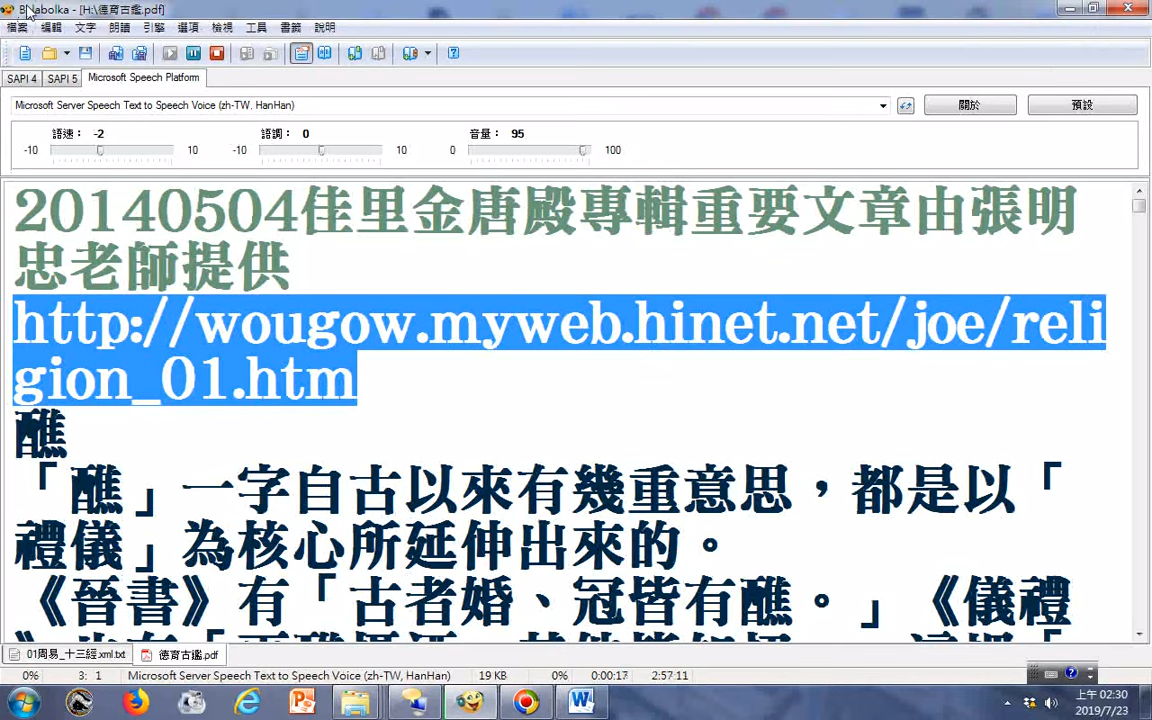 Balabolka - [H:\德育古鑑.pdf]
檔案 編輯 文字 朗讀 引擎 選項 檢視 工具 書籤 說明
SAPI 4 SAPI 5 Microsoft Speech Platform
Microsoft Server Speech Text to Speech Voice (zh-TW, HanHan) 關於 預設
語速： -2 語調： 0 音量： 95
-10 10 -10 10 0 100
20140504佳里金唐殿專輯重要文章由張明
忠老師提供
http://wougow.myweb.hinet.net/joe/reli
gion_01.htm
醮
「醮」一字自古以來有幾重意思，都是以「
禮儀」為核心所延伸出來的。
《晉書》有「古者婚、冠皆有醮。」《儀禮
01周易_十三經.xml.txt 德育古鑑.pdf
0% 3: 1 Microsoft Server Speech Text to Speech Voice (zh-TW, HanHan) 19 KB 0% 0:00:17 2:57:11
上午 02:30
2019/7/23